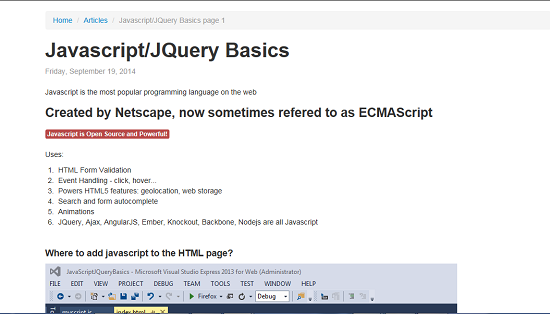 Home / Articles / Javascript/JQuery Basics page 1
Javascript/JQuery Basics
Friday, September 19, 2014
Javascript is the most popular programming language on the web
Created by Netscape, now sometimes refered to as ECMAScript
Javascript is Open Source and Powerful!
Uses:
1. HTML Form Validation
2. Event Handling - click, hover...
3. Powers HTML5 features: geolocation, web storage
4. Search and form autocomplete
5. Animations
6. JQuery, Ajax, AngularJS, Ember, Knockout, Backbone, Nodejs are all Javascript
Where to add javascript to the HTML page?
JavaScriptJQueryBasics - Microsoft Visual Studio Express 2013 for Web (Administrator)
FILE EDIT VIEW PROJECT DEBUG TEAM TOOLS TEST WINDOW HELP
Firefox Debug
myscript.js index.html